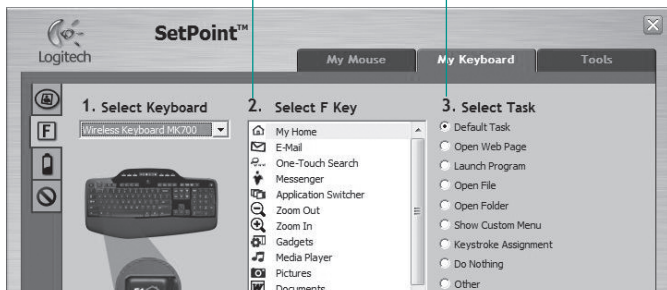 Logitech
SetPoint™
My Mouse
My Keyboard
Tools
1. Select Keyboard
Wireless Keyboard MK700
2. Select F Key
My Home
E-Mail
One-Touch Search
Messenger
Application Switcher
Zoom Out
Zoom In
Gadgets
Media Player
Pictures
Documents
3. Select Task
Default Task
Open Web Page
Launch Program
Open File
Open Folder
Show Custom Menu
Keystroke Assignment
Do Nothing
Other
F